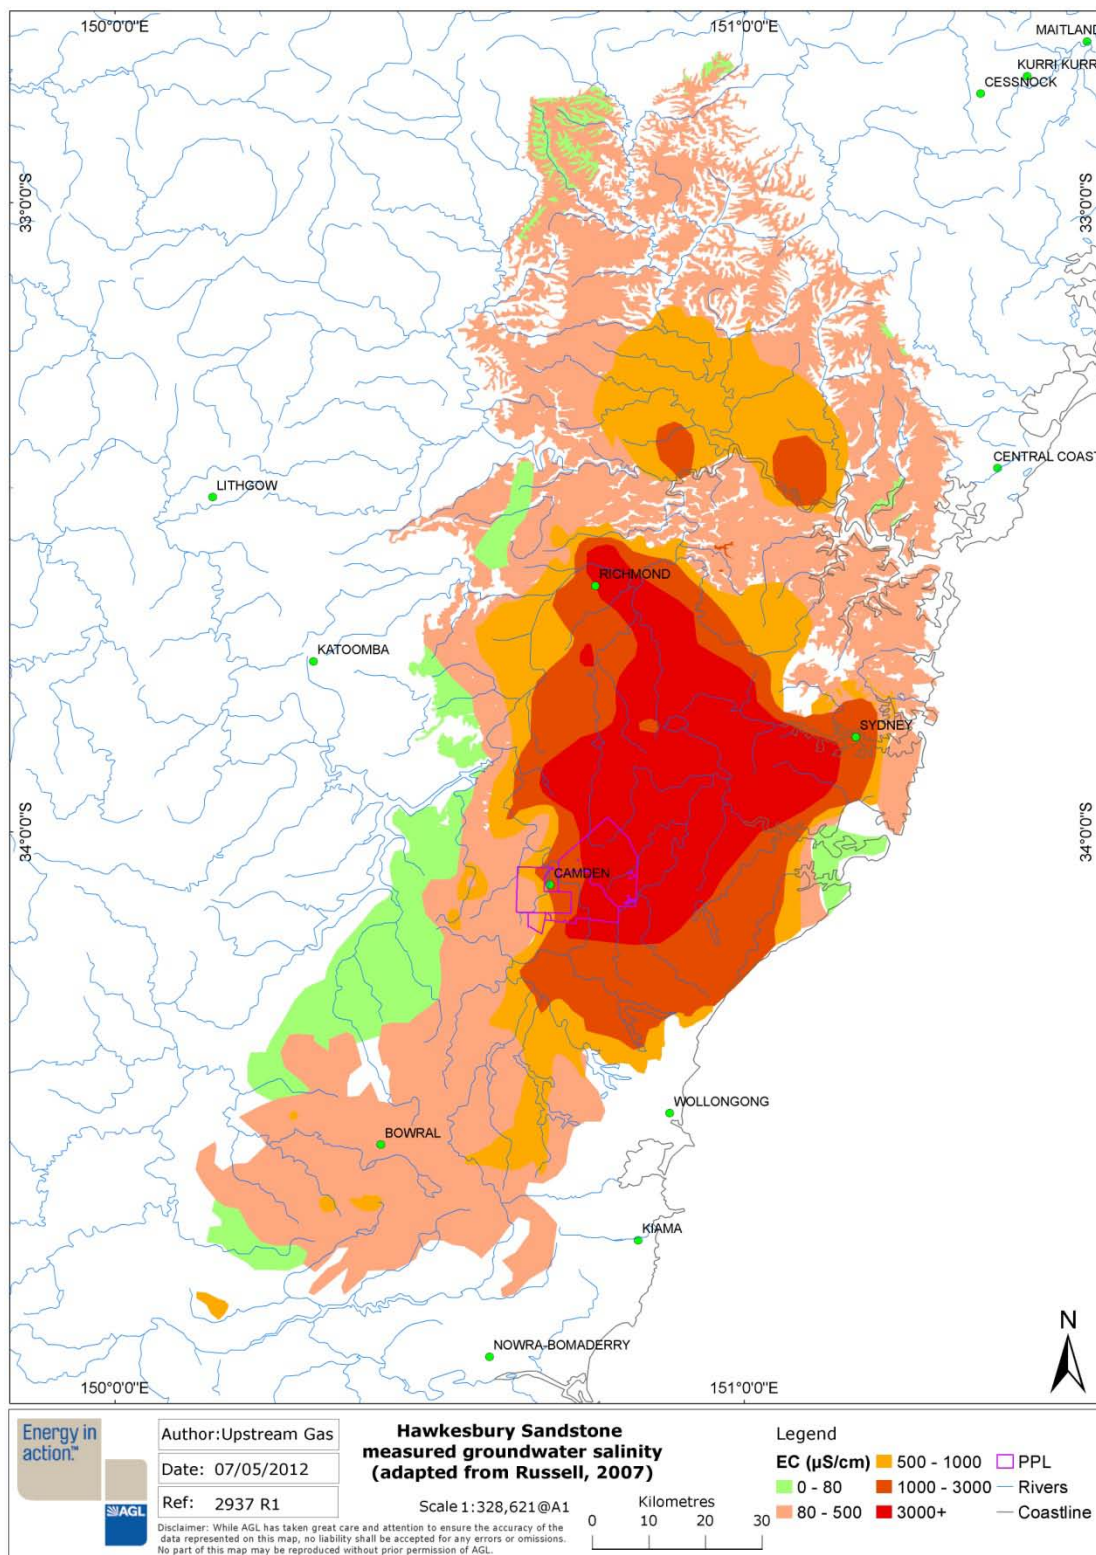 150°0'0"E
151°0'0"E
MAITLAND
KURRI KURR
CESSNOCK
33°0'0"S
33°0'0"S
CENTRAL COAST
LITHGOW
RICHMOND
KATOOMBA
SYDNEY
34°0'0"S
34°0'0"S
CAMDEN
WOLLONGONG
BOWRAL
KIAMA
N
NOWRA-BOMADERRY
150°0'0"E
151°0'0"E
Energy in
action.™
AGL
Author:Upstream Gas
Date: 07/05/2012
Ref: 2937 R1
Hawkesbury Sandstone
measured groundwater salinity
(adapted from Russell, 2007)
Scale 1:328,621@A1
Kilometres
0 10 20 30
Disclaimer: While AGL has taken great care and attention to ensure the accuracy of the
data represented on this map, no liability shall be accepted for any errors or omissions.
No part of this map may be reproduced without prior permission of AGL.
Legend
EC (µS/cm)
0 - 80
80 - 500
500 - 1000
1000 - 3000
3000+
PPL
Rivers
Coastline